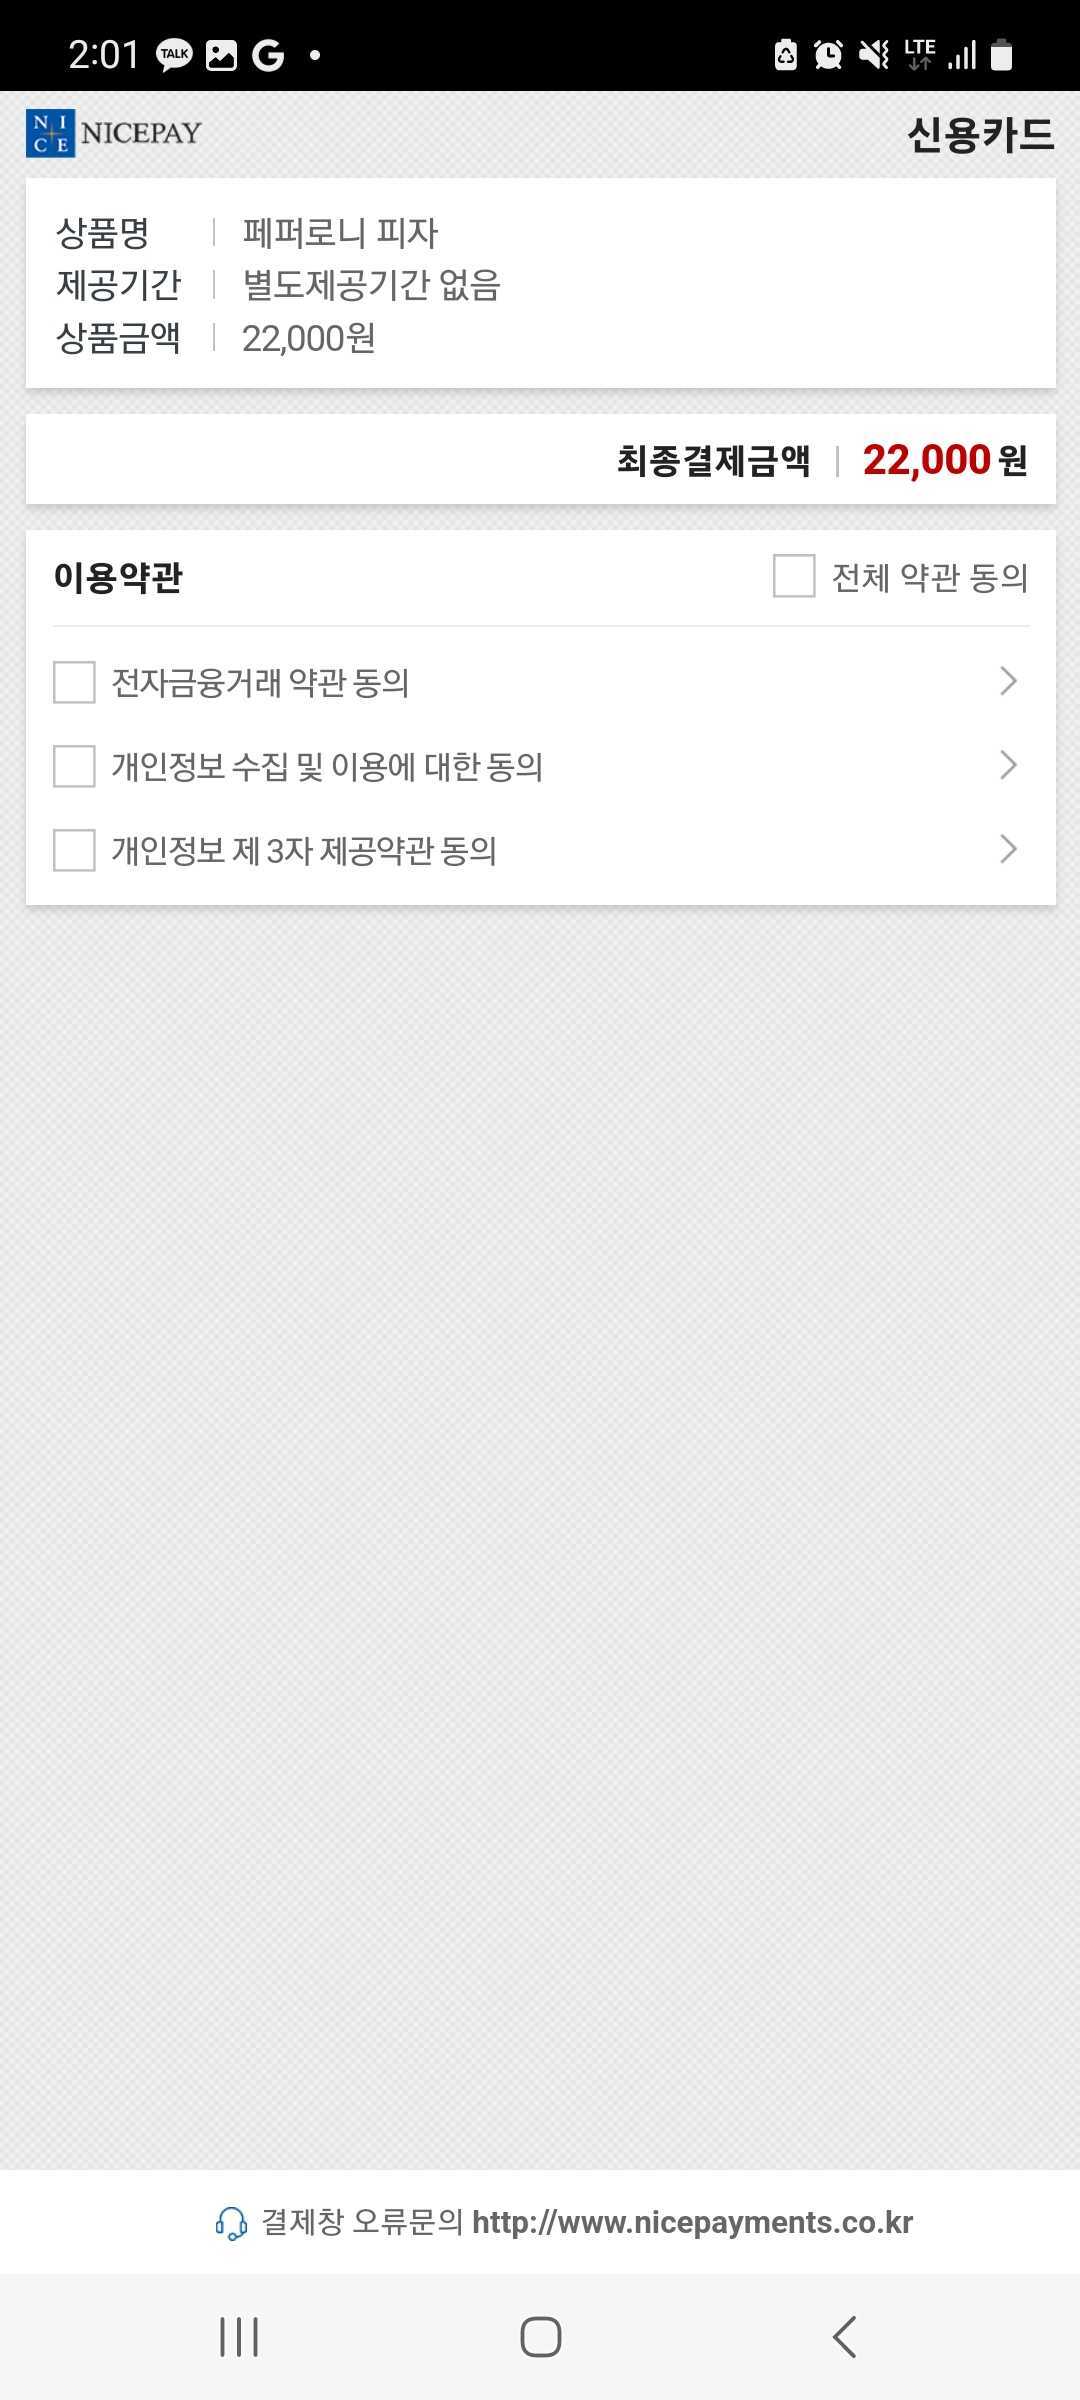 2:01 TALK G LTE
NICE NICEPAY 신용카드
상품명 페퍼로니 피자
제공기간 별도제공기간 없음
상품금액 22,000원
최종결제금액 22,000 원
이용약관 전체 약관 동의
전자금융거래 약관 동의
개인정보 수집 및 이용에 대한 동의
개인정보 제 3자 제공약관 동의
결제창 오류문의 http://www.nicepayments.co.kr